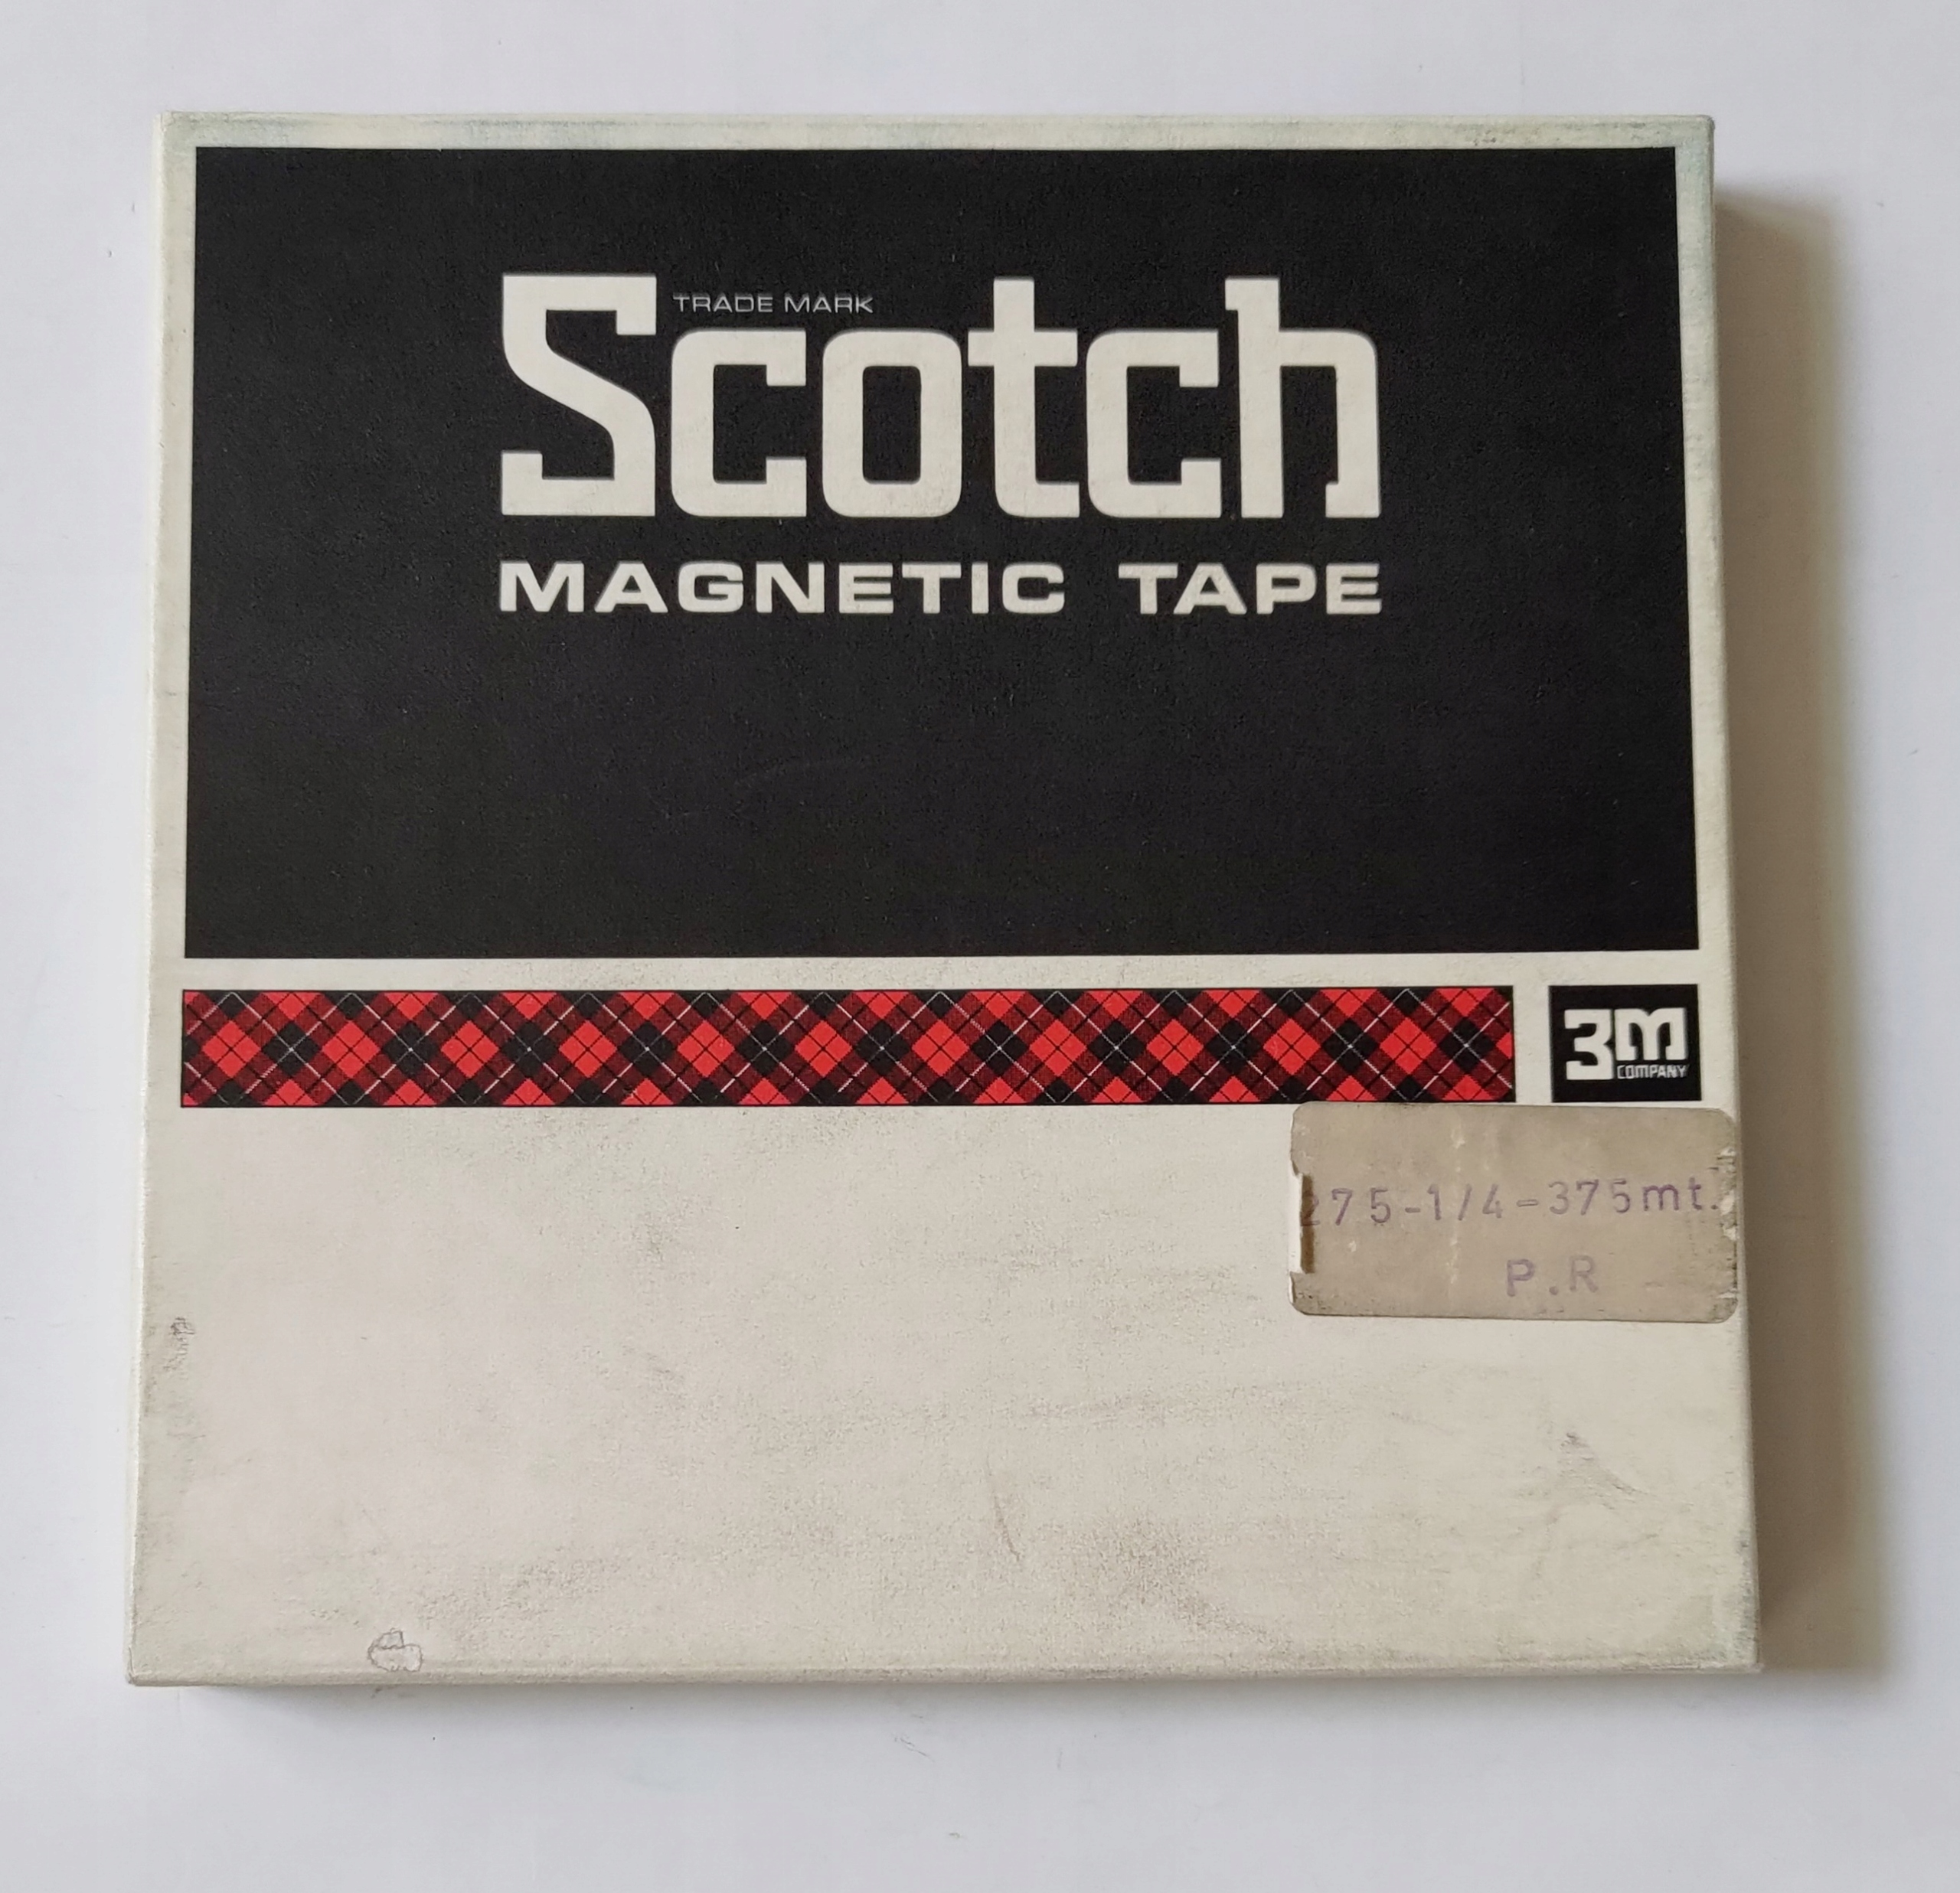 TRADE MARK
Scotch
MAGNETIC TAPE
3M
COMPANY
275-1/4-375mt.
P.R